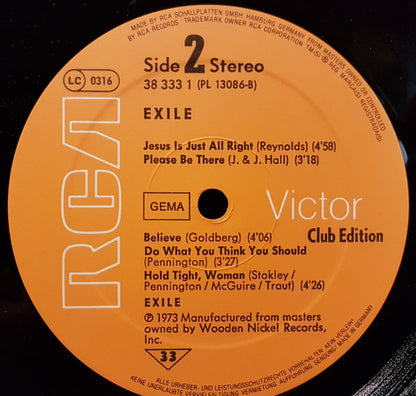 MADE BY RCA SCHALLPLATTEN GMBH HAMBURG GERMANY FROM MASTERS OWNED OR CONTROLLED
BY RCA RECORDS TRADEMARK OWNER RCA CORPORATION TM(S) ® REG. MARCA(S) REGISTRADA(S)
LC 0316
Side 2 Stereo
38 333 1 (PL 13086-B)
EXILE
RCA
Jesus Is Just All Right (Reynolds) (4'58)
Please Be There (J. & J. Hall) (3'18)
GEMA
Victor
Club Edition
Believe (Goldberg) (4'06)
Do What You Think You Should
(Pennington) (3'27)
Hold Tight, Woman (Stokley /
Pennington / McGuire / Traut) (4'26)
EXILE
℗ 1973 Manufactured from masters
owned by Wooden Nickel Records,
Inc.
33
ALLE URHEBER- UND LEISTUNGSSCHUTZRECHTE VORBEHALTEN KEIN VERLEIH!
KEINE UNERLAUBTE VERVIELFÄLTIGUNG, VERMIETUNG, AUFFÜHRUNG, SENDUNG! MADE IN GERMANY